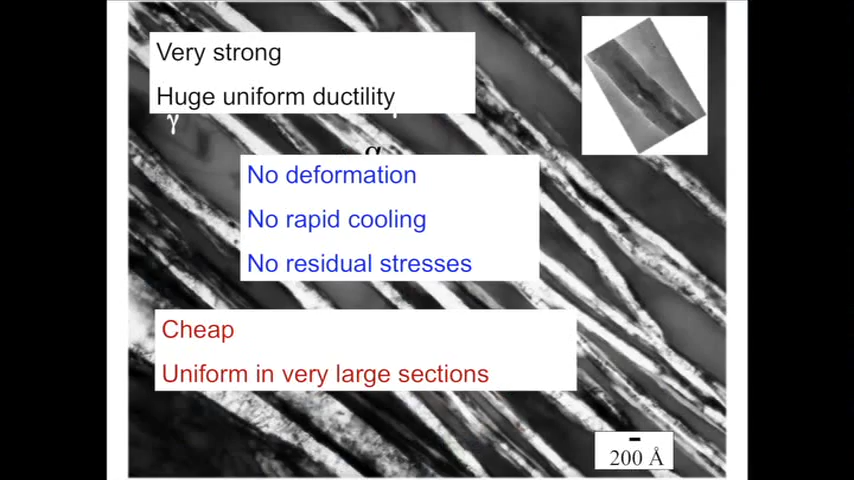 Very strong
Huge uniform ductility
γ
α
No deformation
No rapid cooling
No residual stresses
Cheap
Uniform in very large sections
200 Å